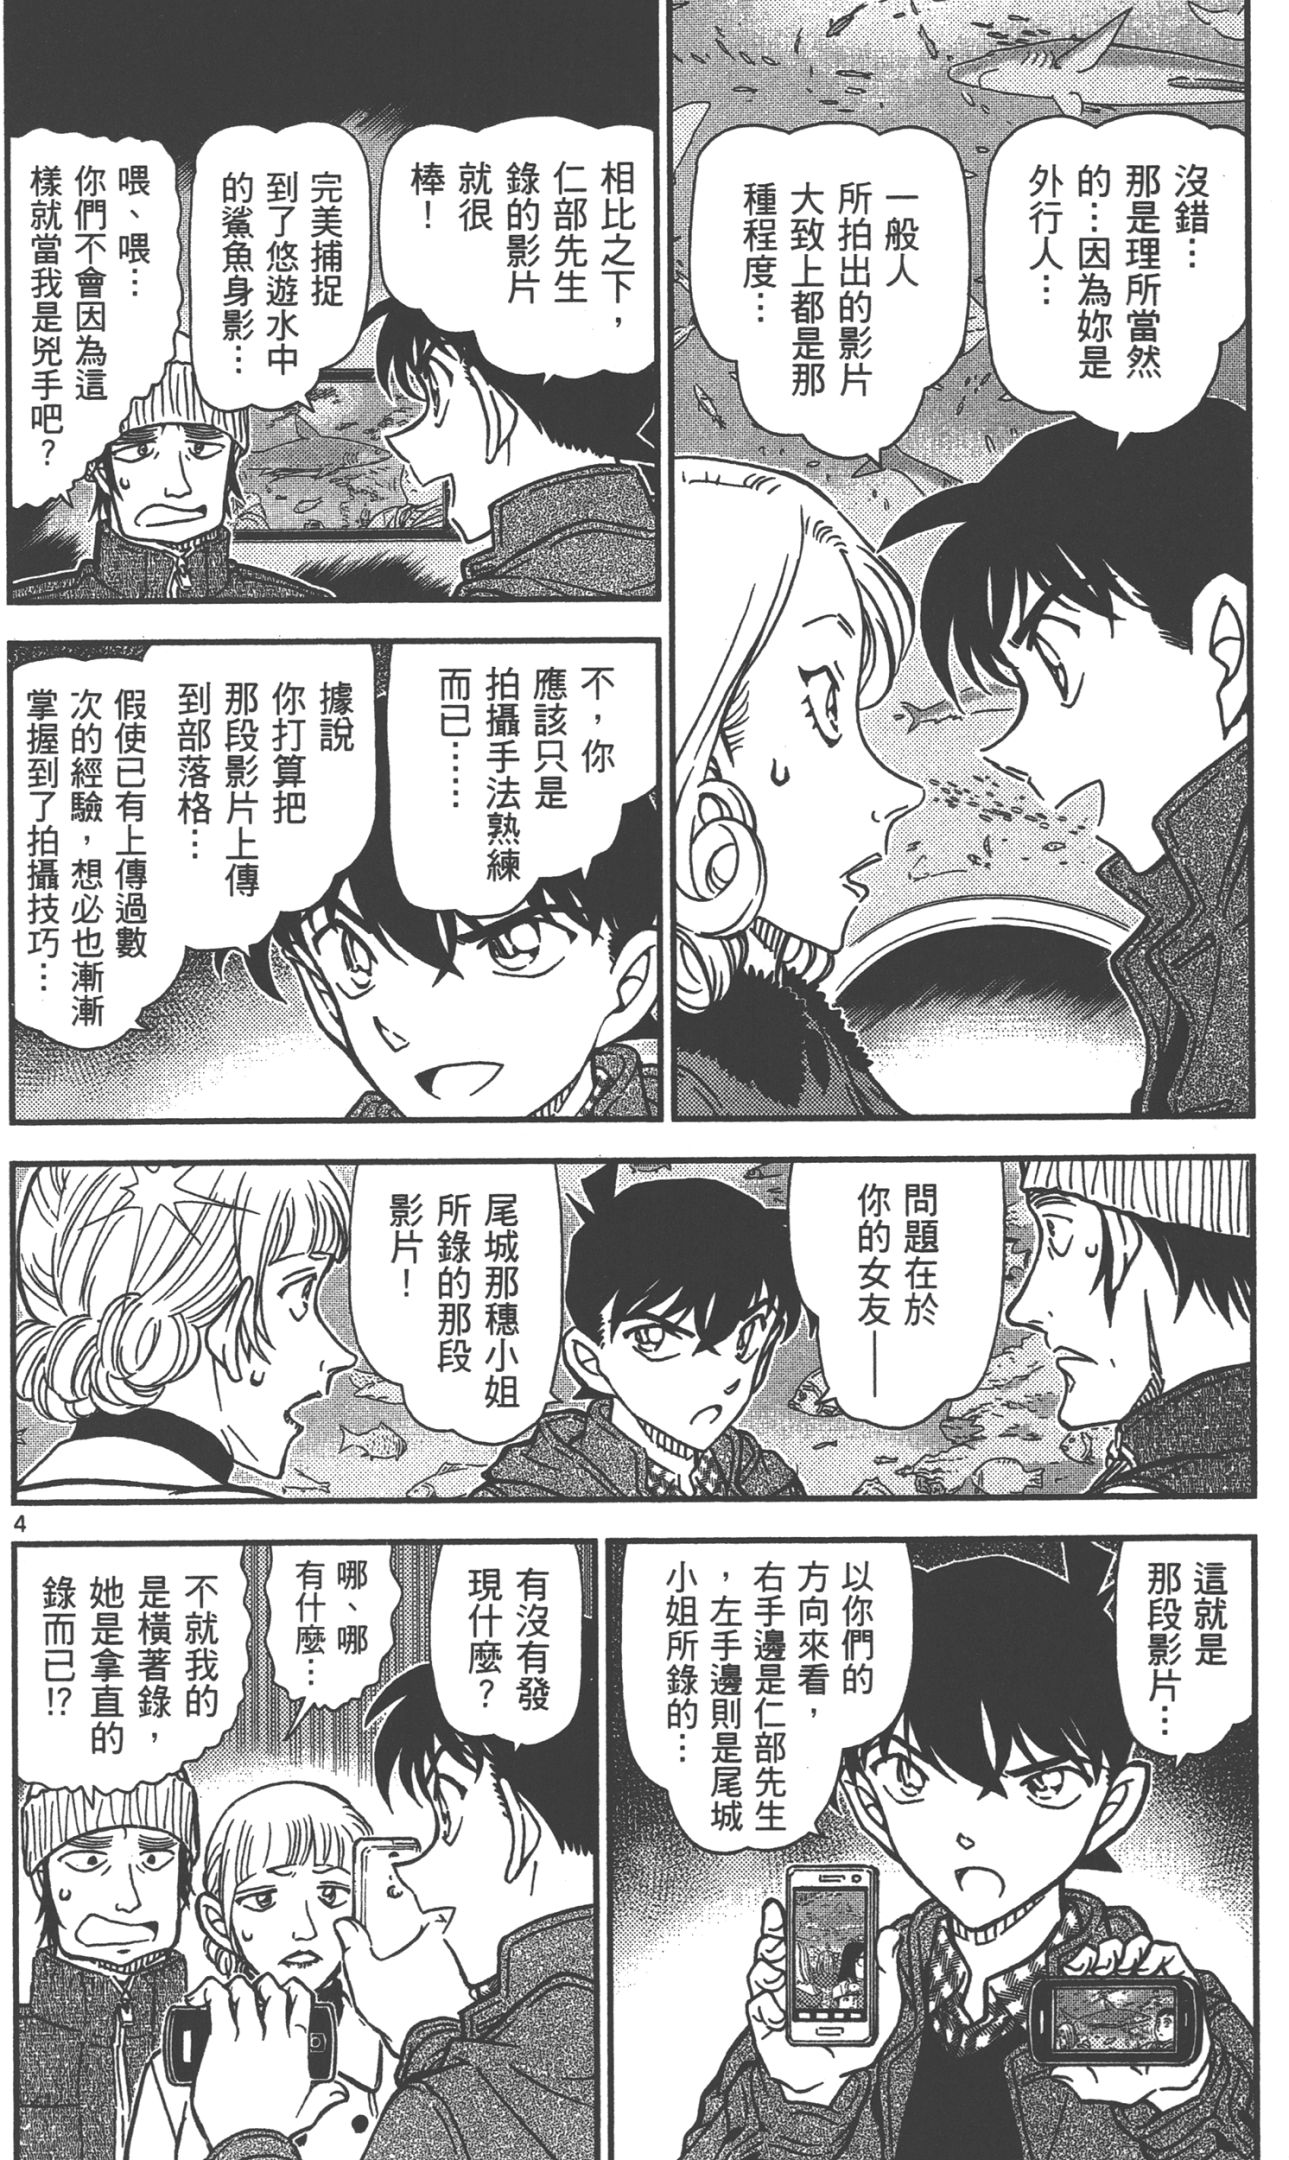 沒錯…
那是理所當然
的…因為妳是
外行人…
一般人
所拍出的影片
大致上都是那
種程度…
相比之下，
仁部先生
錄的影片
就很
棒！
完美捕捉
到了悠遊水中
的鯊魚身影…
喂、喂…
你們不會因為這
樣就當我是兇手吧？
不，你
應該只是
拍攝手法熟練
而已……
據說
你打算把
那段影片上傳
到部落格…
假使已有上傳過數
次的經驗，想必也漸漸
掌握到了拍攝技巧…
問題在於
你的女友——
尾城那穗小姐
所錄的那段
影片！
4
這就是
那段影片…
以你們的
方向來看，
右手邊是仁部先生
，左手邊則是尾城
小姐所錄的…
有沒有發
現什麼？
哪、哪
有什麼…
不就我的
是橫著錄，
她是拿直的
錄而已!?